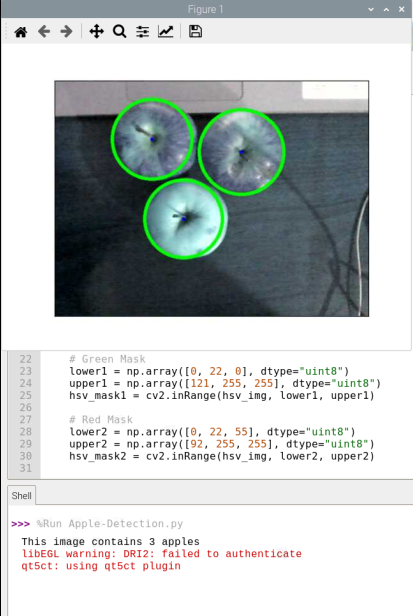 Figure 1
22 # Green Mask
23 lower1 = np.array([0, 22, 0], dtype="uint8")
24 upper1 = np.array([121, 255, 255], dtype="uint8")
25 hsv_mask1 = cv2.inRange(hsv_img, lower1, upper1)
26
27 # Red Mask
28 lower2 = np.array([0, 22, 55], dtype="uint8")
29 upper2 = np.array([92, 255, 255], dtype="uint8")
30 hsv_mask2 = cv2.inRange(hsv_img, lower2, upper2)
31
Shell
>>> %Run Apple-Detection.py
This image contains 3 apples
libEGL warning: DRI2: failed to authenticate
qt5ct: using qt5ct plugin